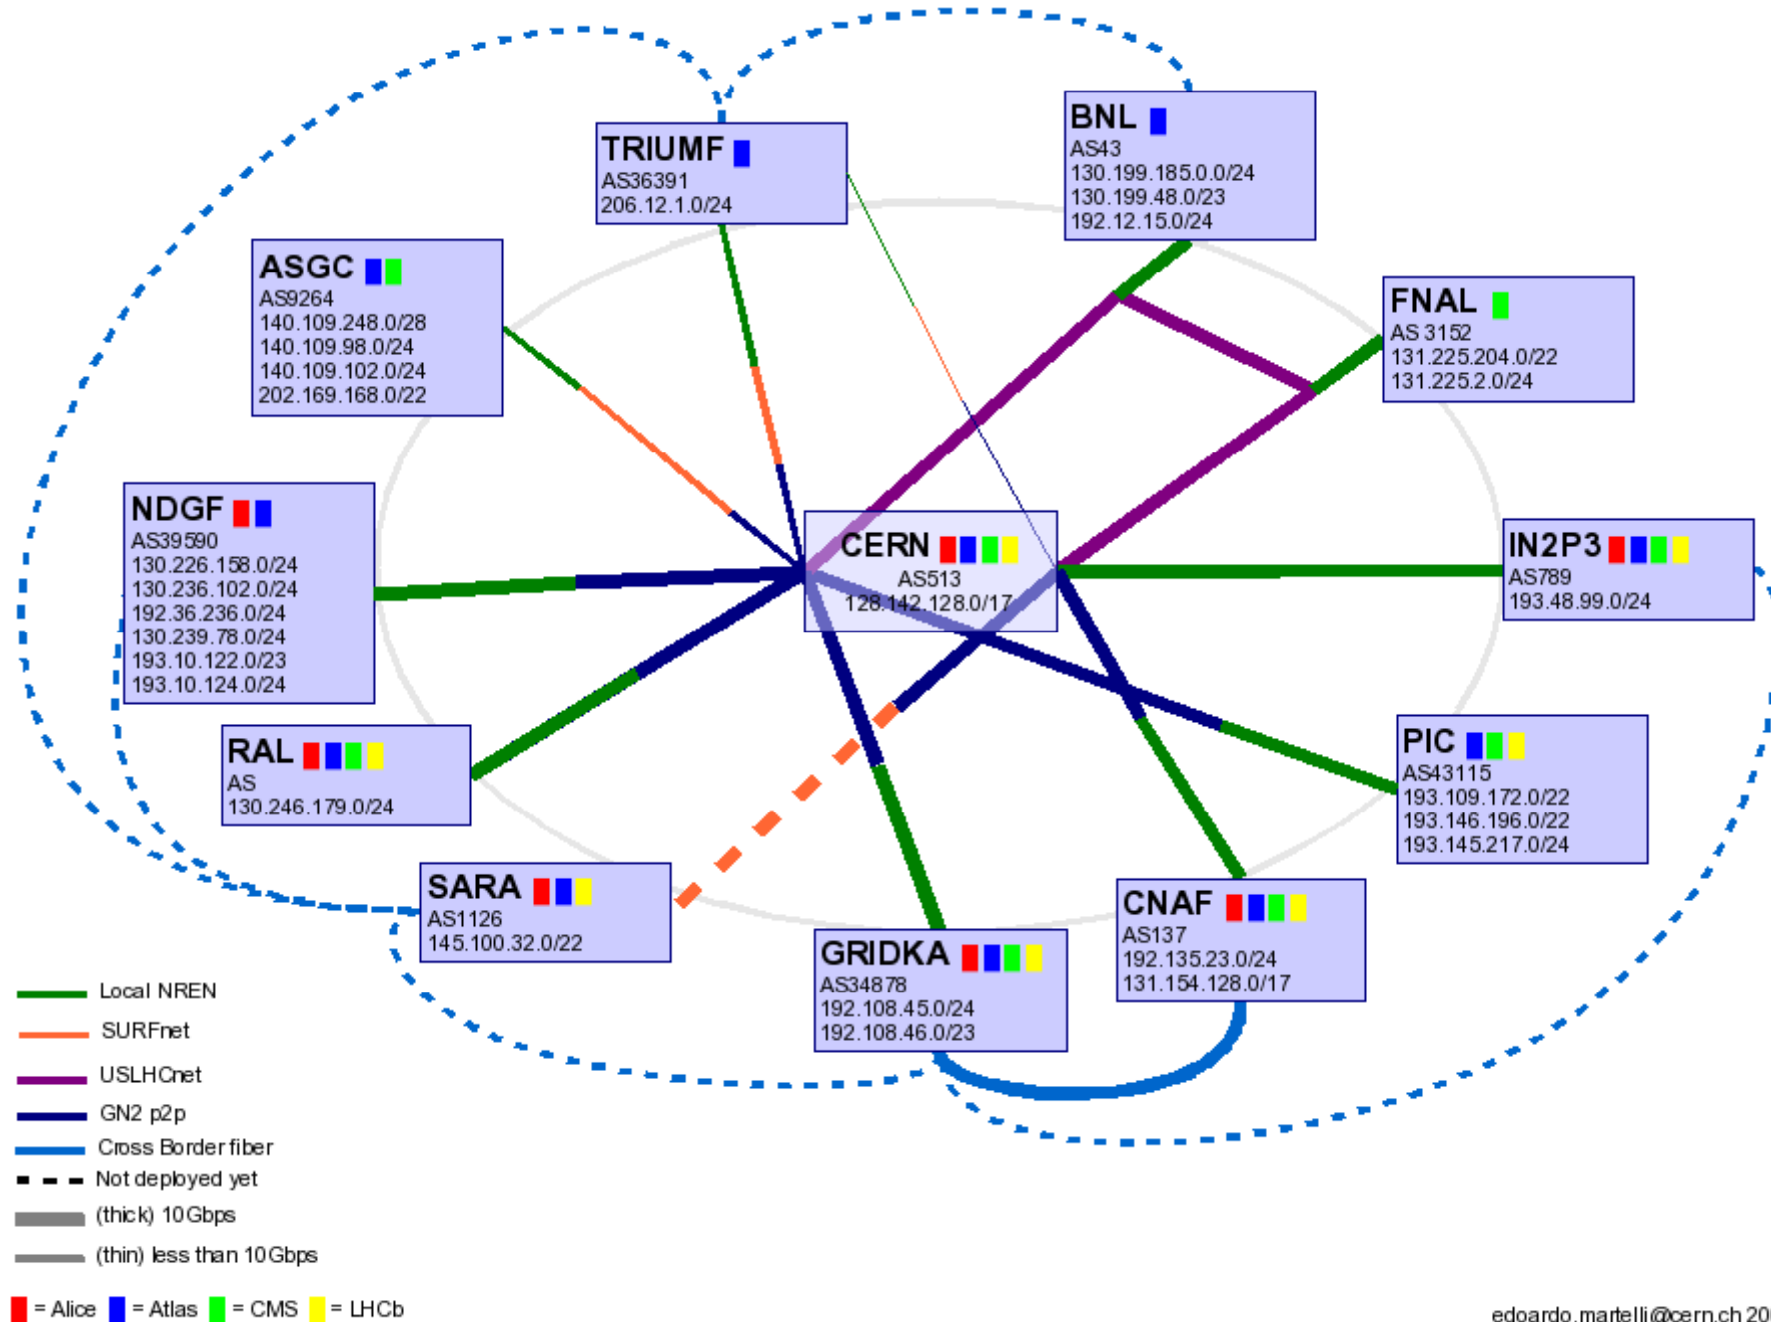 TRIUMF
AS36391
206.12.1.0/24
BNL
AS43
130.199.185.0.0/24
130.199.48.0/23
192.12.15.0/24
ASGC
AS9264
140.109.248.0/28
140.109.98.0/24
140.109.102.0/24
202.169.168.0/22
FNAL
AS 3152
131.225.204.0/22
131.225.2.0/24
NDGF
AS39590
130.226.158.0/24
130.236.102.0/24
192.36.236.0/24
130.239.78.0/24
193.10.122.0/23
193.10.124.0/24
CERN
AS513
128.142.128.0/17
IN2P3
AS789
193.48.99.0/24
RAL
AS
130.246.179.0/24
PIC
AS43115
193.109.172.0/22
193.146.196.0/22
193.145.217.0/24
SARA
AS1126
145.100.32.0/22
GRIDKA
AS34878
192.108.45.0/24
192.108.46.0/23
CNAF
AS137
192.135.23.0/24
131.154.128.0/17
Local NREN
SURFnet
USLHCnet
GN2 p2p
Cross Border fiber
Not deployed yet
(thick) 10Gbps
(thin) less than 10Gbps
= Alice = Atlas = CMS = LHCb
edoardo.martelli@cern.ch 20